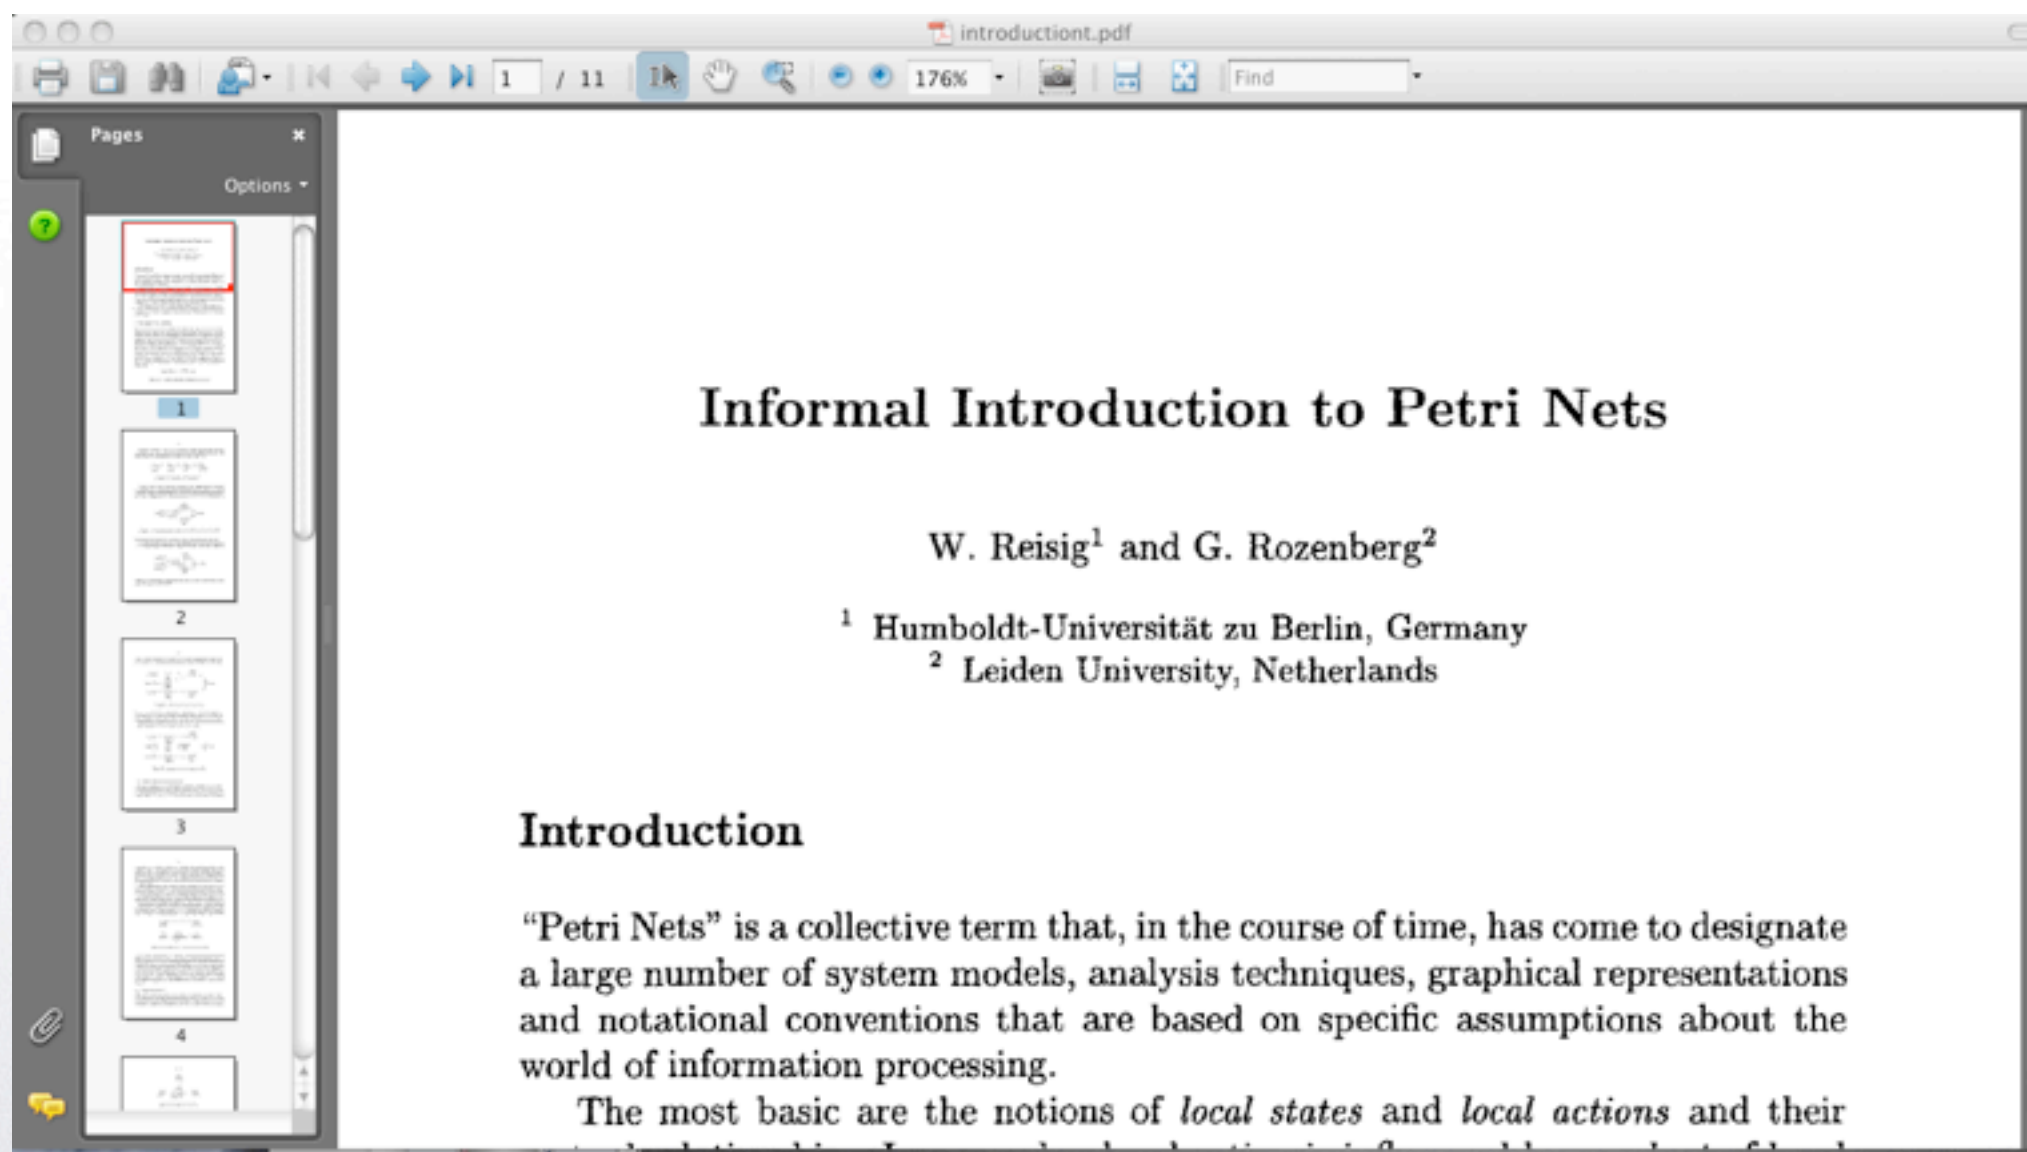 introductiont.pdf
1 / 11 176% Find
Pages
Options
1
2
3
4
Informal Introduction to Petri Nets
W. Reisig1 and G. Rozenberg2
1 Humboldt-Universität zu Berlin, Germany
2 Leiden University, Netherlands
Introduction
“Petri Nets” is a collective term that, in the course of time, has come to designate
a large number of system models, analysis techniques, graphical representations
and notational conventions that are based on specific assumptions about the
world of information processing.
The most basic are the notions of local states and local actions and their